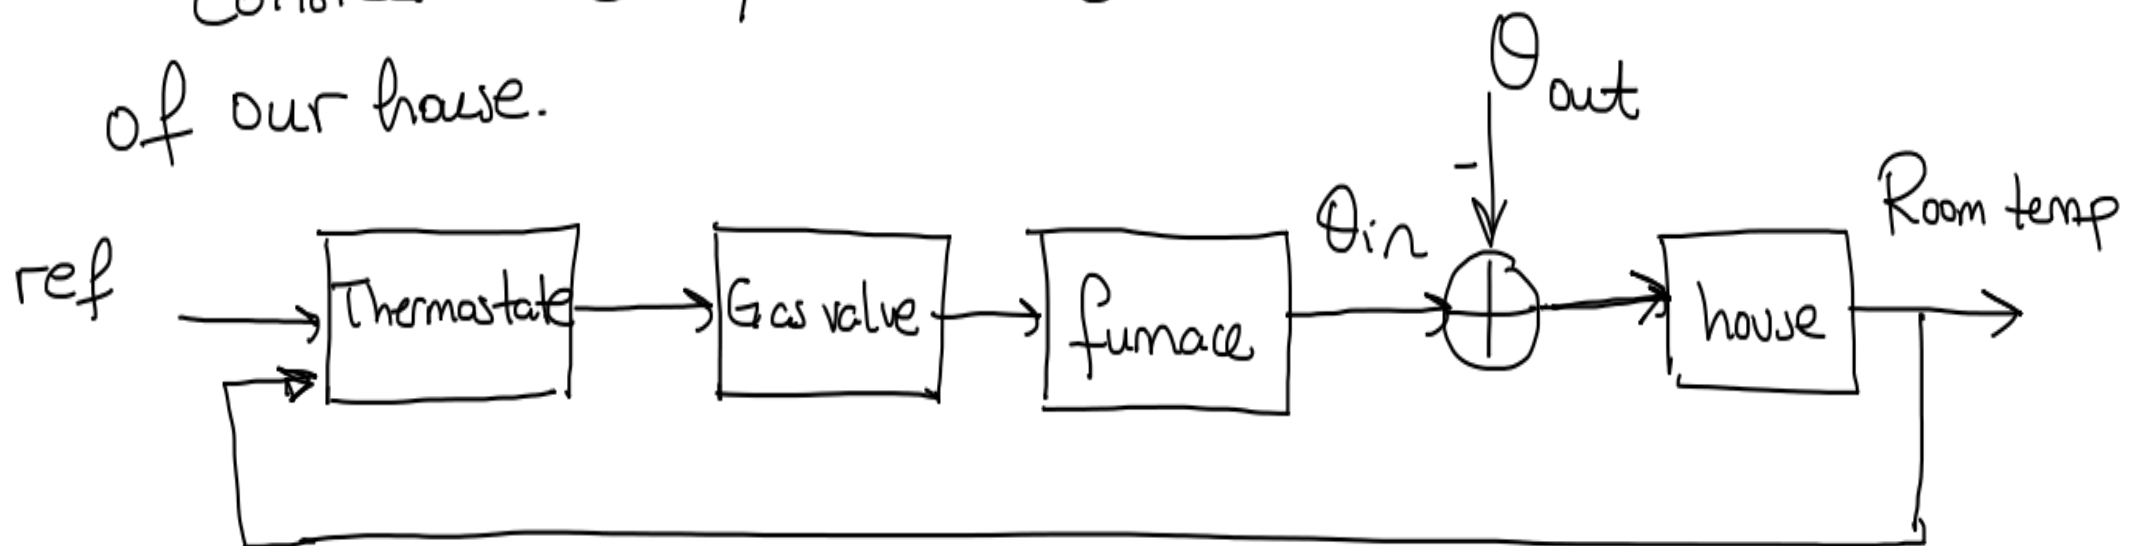 of our house.
θout
-
θin
Room temp
ref
Thermostate
Gas valve
furnace
house